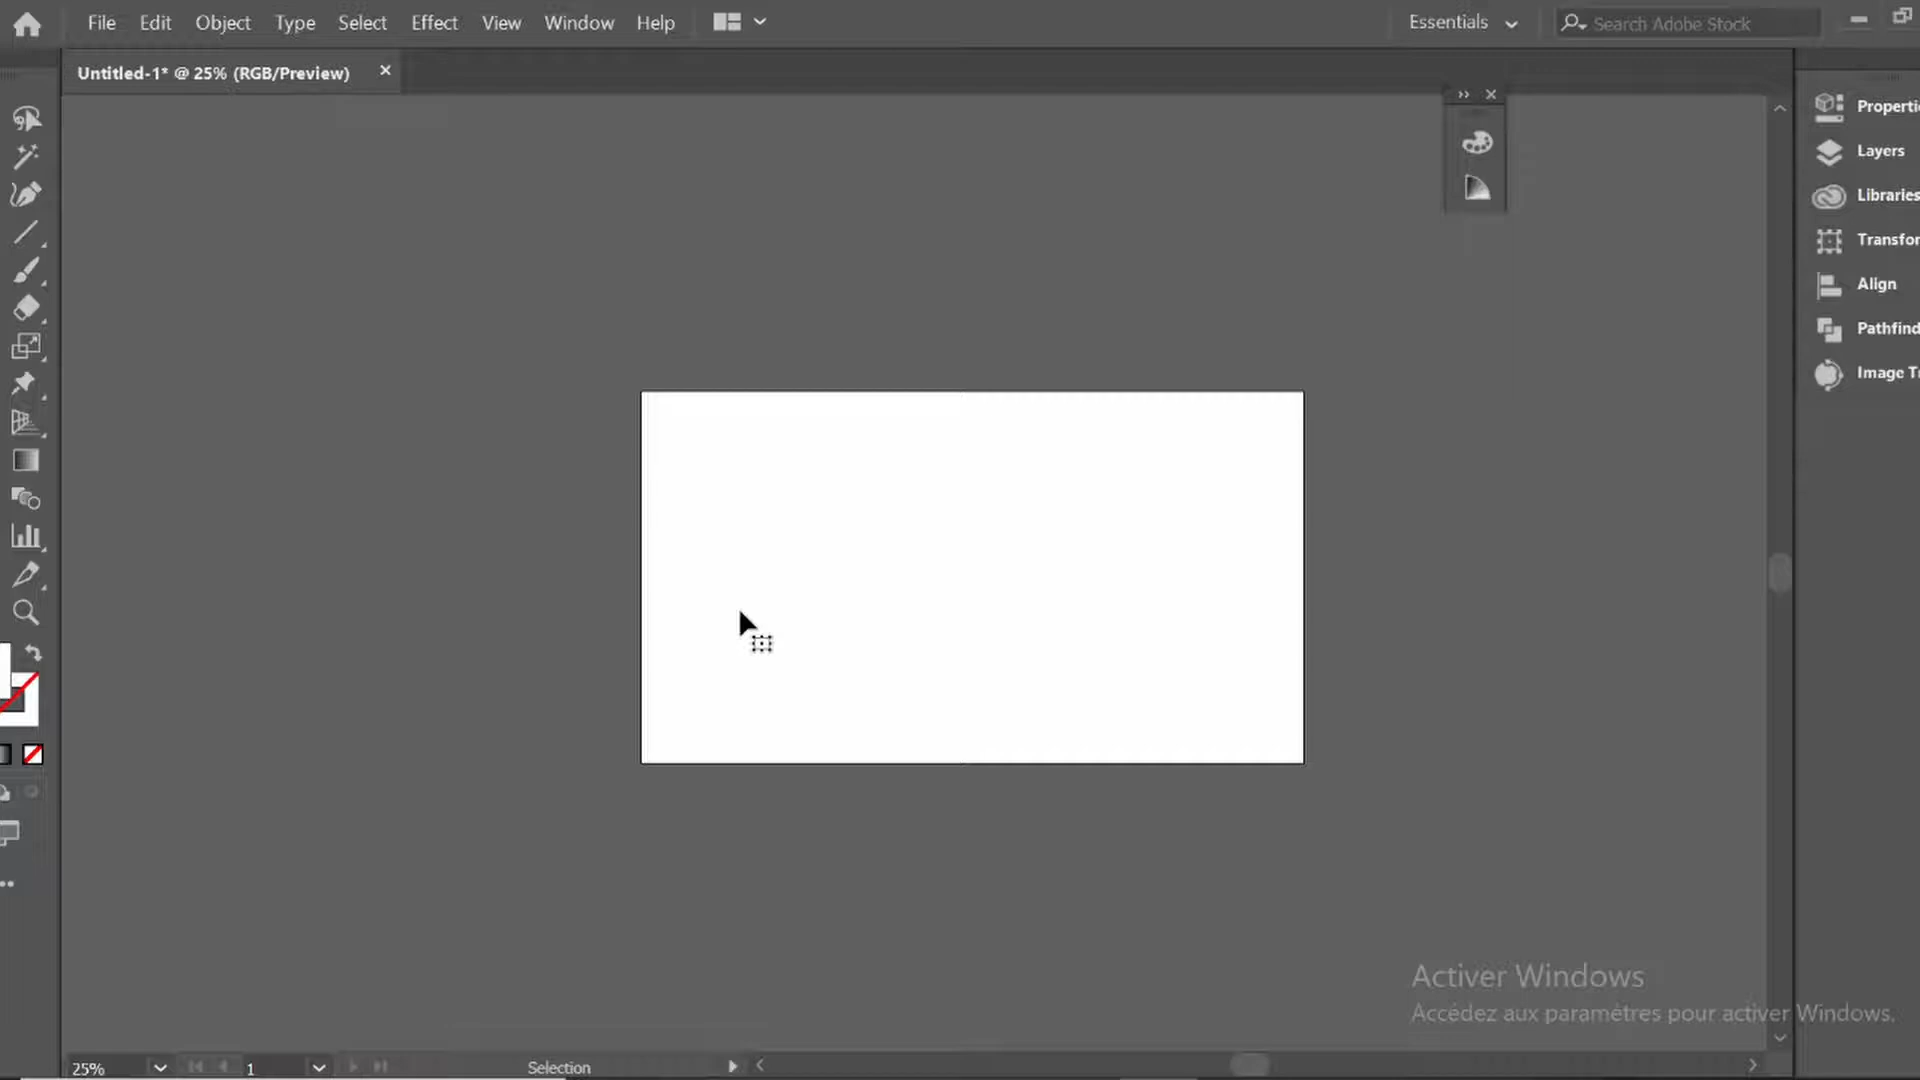 File Edit Object Type Select Effect View Window Help
Essentials
Search Adobe Stock
Untitled-1* @ 25% (RGB/Preview)
Properti
Layers
Libraries
Transfor
Align
Pathfind
Image T
Activer Windows
Accédez aux paramètres pour activer Windows.
25%
1
Selection